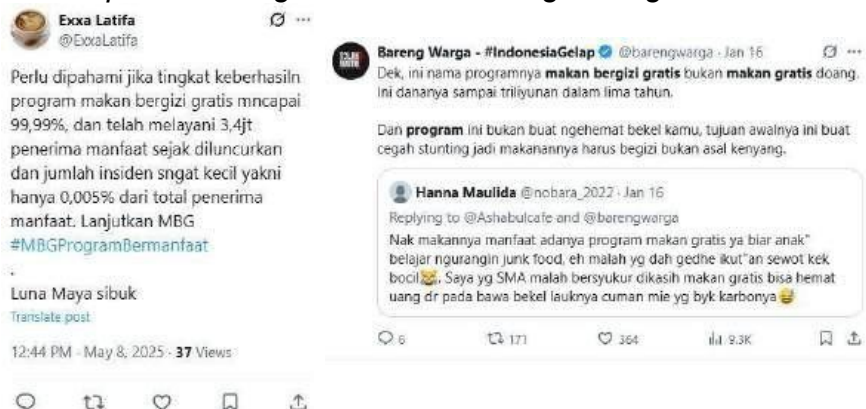 Exxa Latifa
@ExxaLatifa
Perlu dipahami jika tingkat keberhasiln
program makan bergizi gratis mncapai
99,99%, dan telah melayani 3,4jt
penerima manfaat sejak diluncurkan
dan jumlah insiden sngat kecil yakni
hanya 0,005% dari total penerima
manfaat. Lanjutkan MBG
#MBGProgramBermanfaat
.
Luna Maya sibuk
Translate post
12:44 PM · May 8, 2025 · 37 Views
Bareng Warga - #IndonesiaGelap @barengwarga · Jan 16
Dek, ini nama programnya makan bergizi gratis bukan makan gratis doang.
Ini dananya sampai triliyunan dalam lima tahun.
Dan program ini bukan buat ngehemat bekel kamu, tujuan awalnya ini buat
cegah stunting jadi makanannya harus begizi bukan asal kenyang.
Hanna Maulida @nobara_2022 · Jan 16
Replying to @Ashabulcafe and @barengwarga
Nak makannya manfaat adanya program makan gratis ya biar anak"
belajar ngurangin junk food, eh malah yg dah gedhe ikut"an sewot kek
bocil😹. Saya yg SMA malah bersyukur dikasih makan gratis bisa hemat
uang dr pada bawa bekel lauknya cuman mie yg byk karbonya😅
6 171 364 9.3K